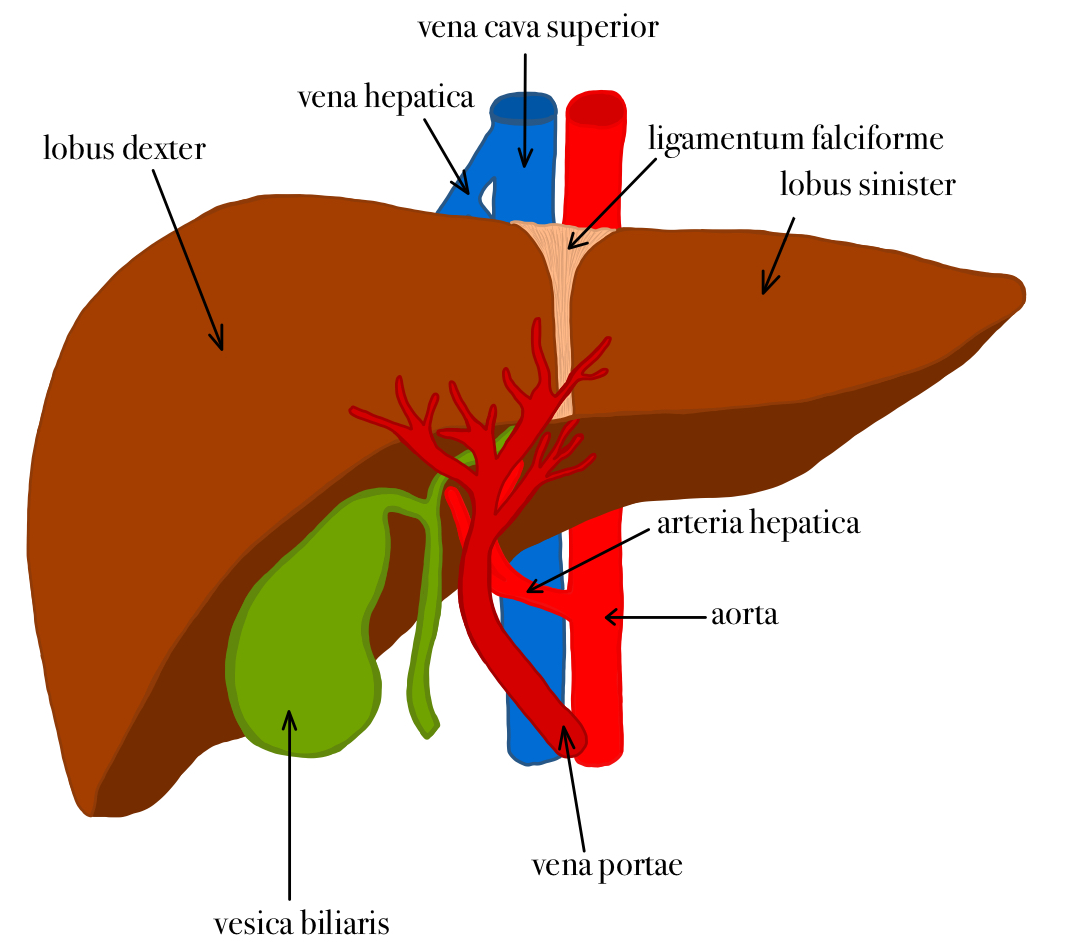 vena cava superior
vena hepatica
ligamentum falciforme
lobus dexter
lobus sinister
arteria hepatica
aorta
vena portae
vesica biliaris